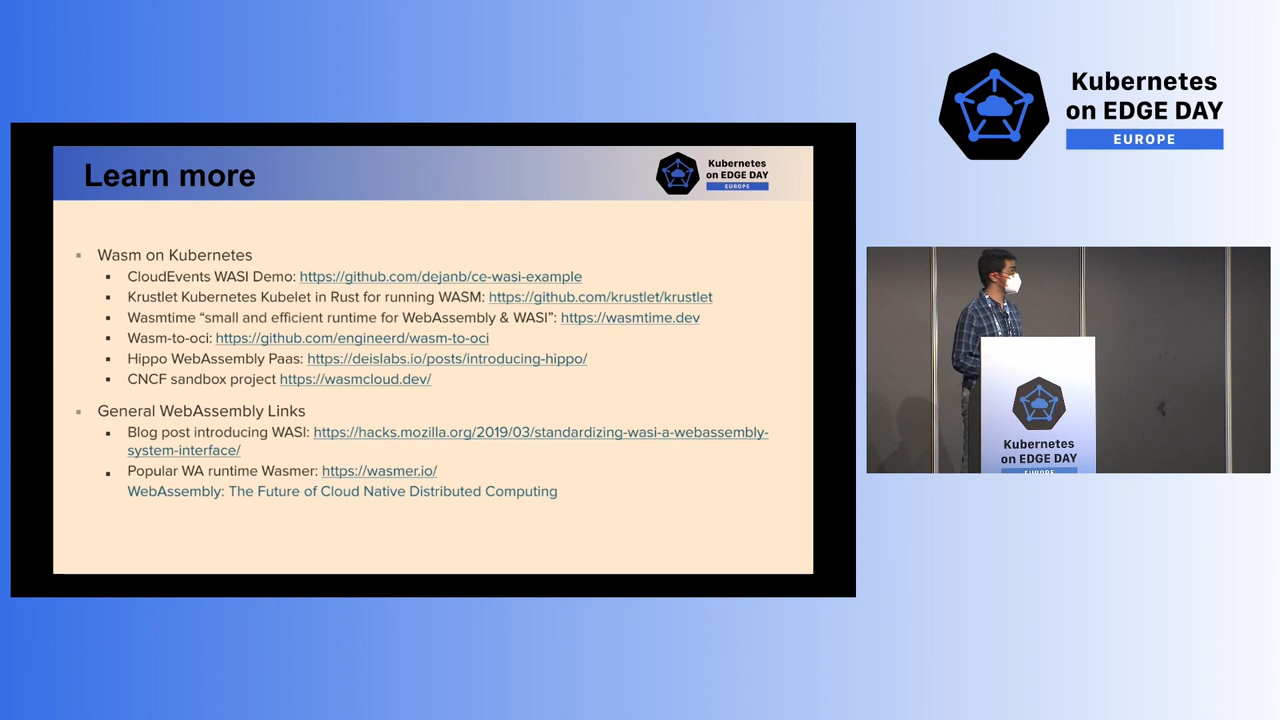 Kubernetes
on EDGE DAY
EUROPE
Learn more
Kubernetes
on EDGE DAY
EUROPE
Wasm on Kubernetes
CloudEvents WASI Demo: https://github.com/dejanb/ce-wasi-example
Krustlet Kubernetes Kubelet in Rust for running WASM: https://github.com/krustlet/krustlet
Wasmtime “small and efficient runtime for WebAssembly & WASI”: https://wasmtime.dev
Wasm-to-oci: https://github.com/engineerd/wasm-to-oci
Hippo WebAssembly Paas: https://deislabs.io/posts/introducing-hippo/
CNCF sandbox project https://wasmcloud.dev/
General WebAssembly Links
Blog post introducing WASI: https://hacks.mozilla.org/2019/03/standardizing-wasi-a-webassembly-
system-interface/
Popular WA runtime Wasmer: https://wasmer.io/
WebAssembly: The Future of Cloud Native Distributed Computing
Kubernetes
on EDGE DAY
EUROPE